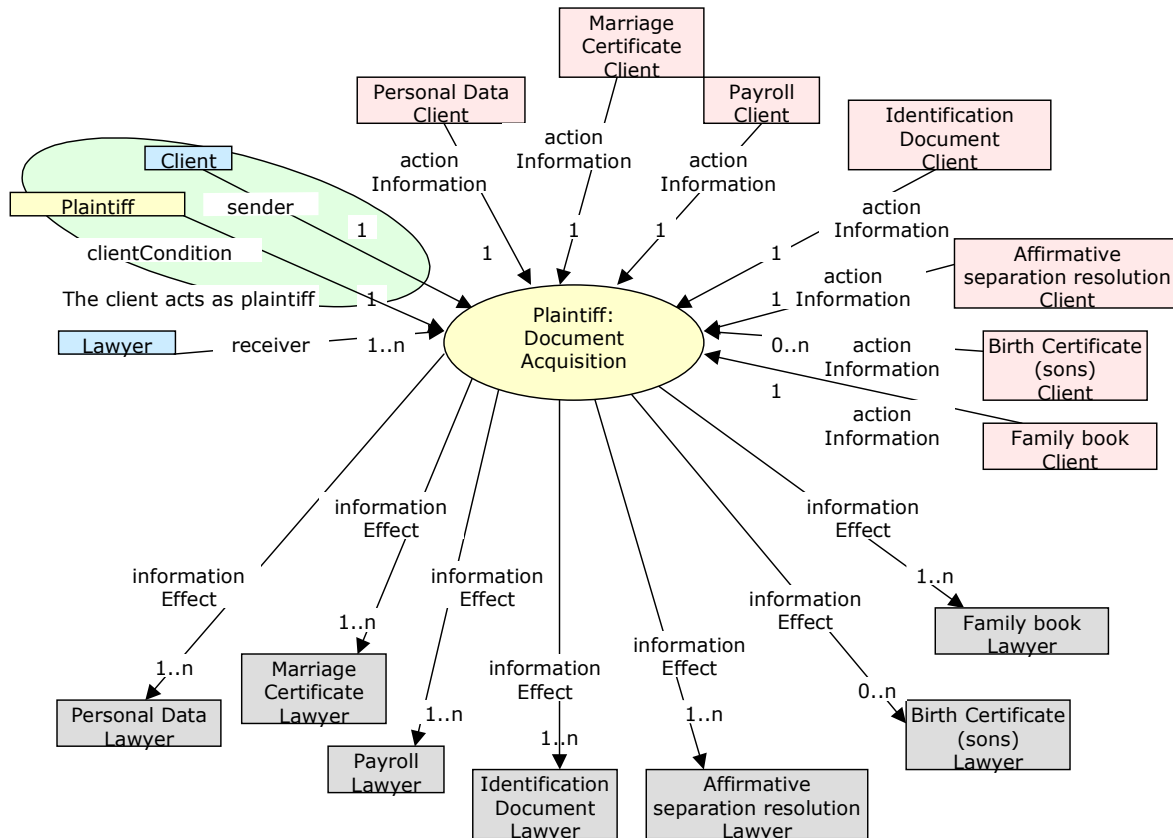 Marriage
Certificate
Client
Personal Data
Client
Payroll
Client
Identification
Document
Client
action
Information
action
Information
action
Information
action
Information
Client
Plaintiff
sender
1
clientCondition
The client acts as plaintiff
1
1
1
1
1
Affirmative
separation resolution
Client
action
Information
1
Lawyer
receiver
1..n
Plaintiff:
Document
Acquisition
0..n
action
Information
Birth Certificate
(sons)
Client
1
action
Information
Family book
Client
information
Effect
information
Effect
information
Effect
information
Effect
information
Effect
information
Effect
information
Effect
1..n
Family book
Lawyer
1..n
Marriage
Certificate
Lawyer
1..n
Personal Data
Lawyer
1..n
Payroll
Lawyer
1..n
Identification
Document
Lawyer
1..n
Affirmative
separation resolution
Lawyer
0..n
Birth Certificate
(sons)
Lawyer